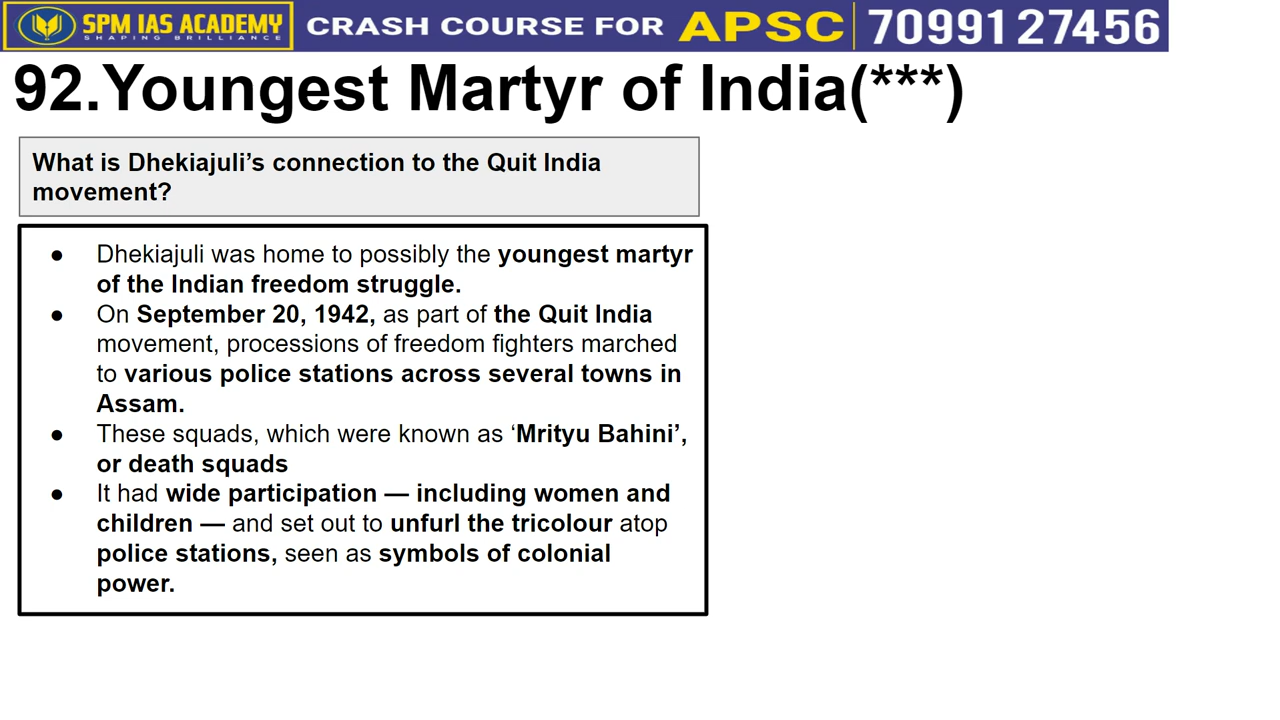 SPM IAS ACADEMY
SHAPING BRILLIANCE
CRASH COURSE FOR APSC 70991 27456
92.Youngest Martyr of India(***)
What is Dhekiajuli’s connection to the Quit India
movement?
● Dhekiajuli was home to possibly the youngest martyr
of the Indian freedom struggle.
● On September 20, 1942, as part of the Quit India
movement, processions of freedom fighters marched
to various police stations across several towns in
Assam.
● These squads, which were known as ‘Mrityu Bahini’,
or death squads
● It had wide participation — including women and
children — and set out to unfurl the tricolour atop
police stations, seen as symbols of colonial
power.